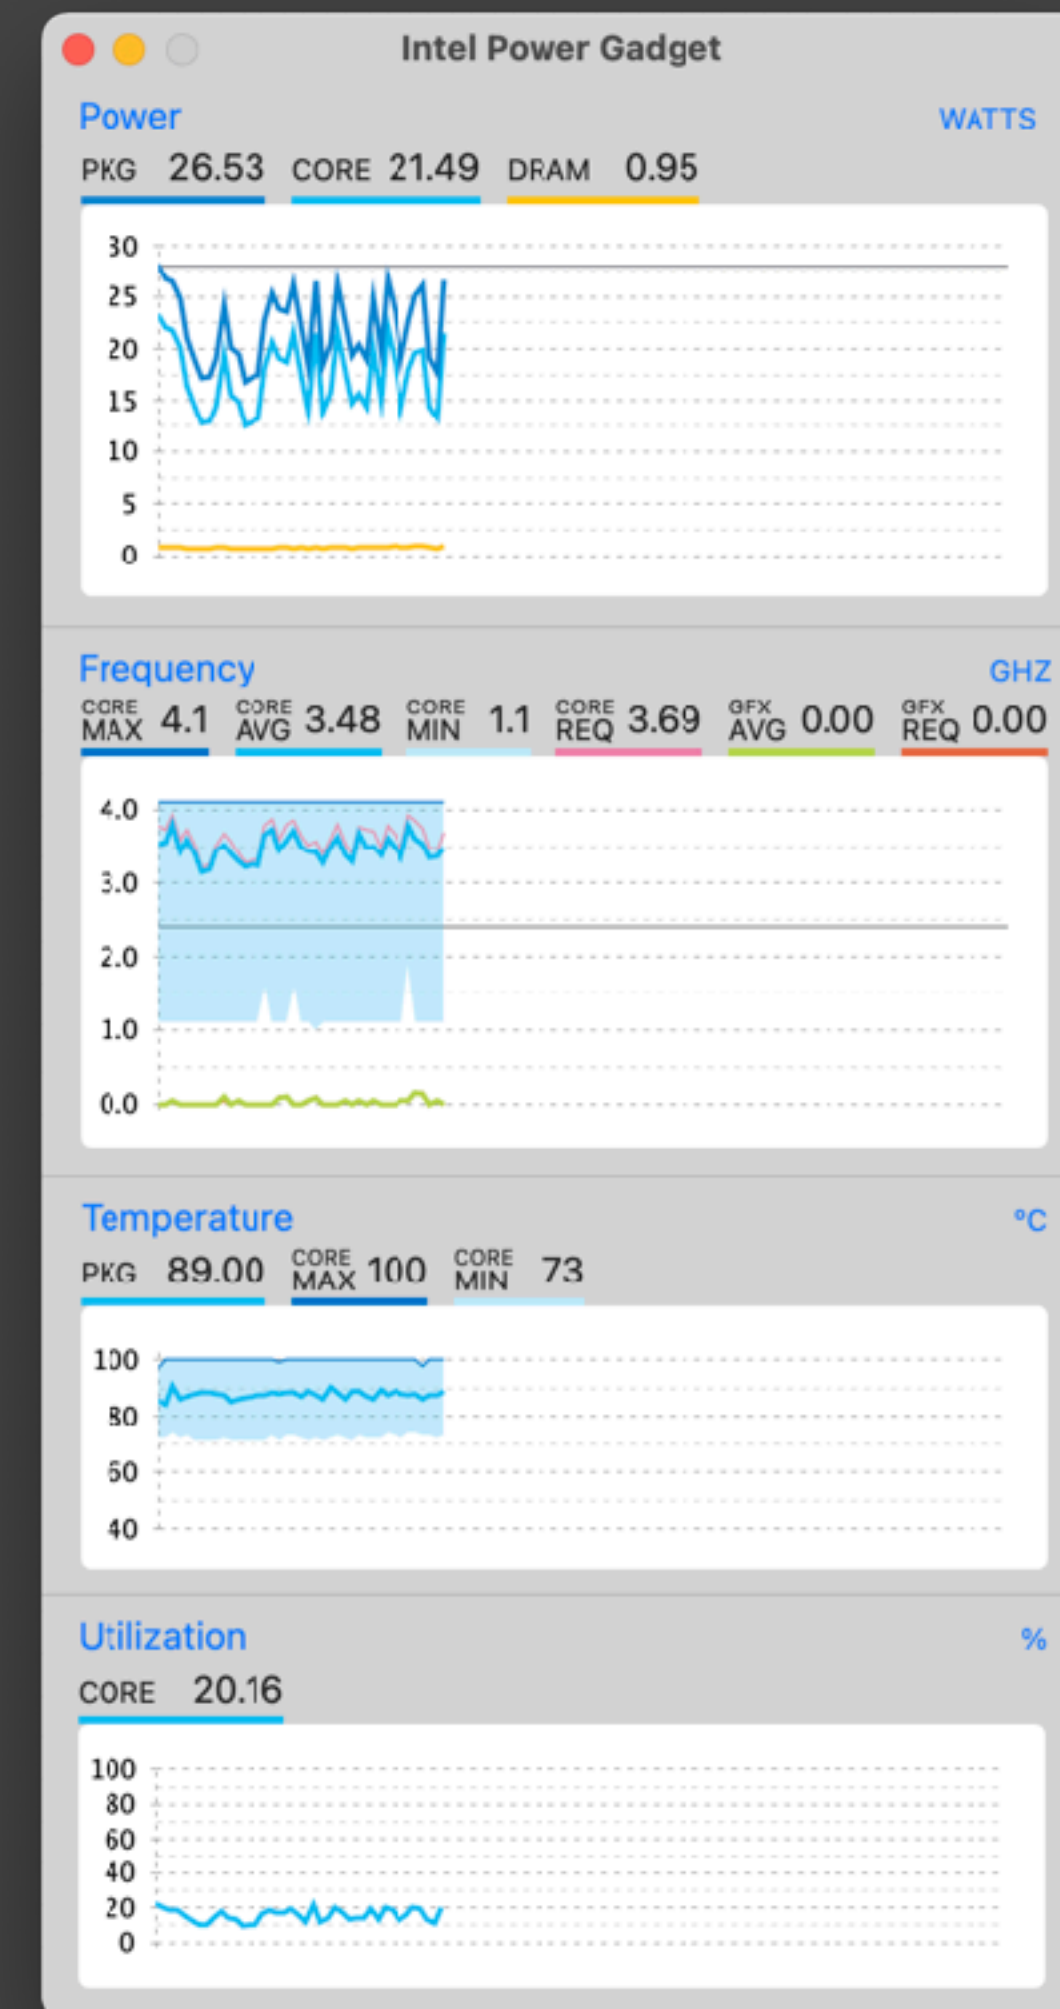 Intel Power Gadget
Power WATTS
PKG 26.53 CORE 21.49 DRAM 0.95
30
25
20
15
10
5
0
Frequency GHZ
CORE MAX 4.1 CORE AVG 3.48 CORE MIN 1.1 CORE REQ 3.69 GFX AVG 0.00 GFX REQ 0.00
4.0
3.0
2.0
1.0
0.0
Temperature °C
PKG 89.00 CORE MAX 100 CORE MIN 73
100
80
60
40
Utilization %
CORE 20.16
100
80
60
40
20
0